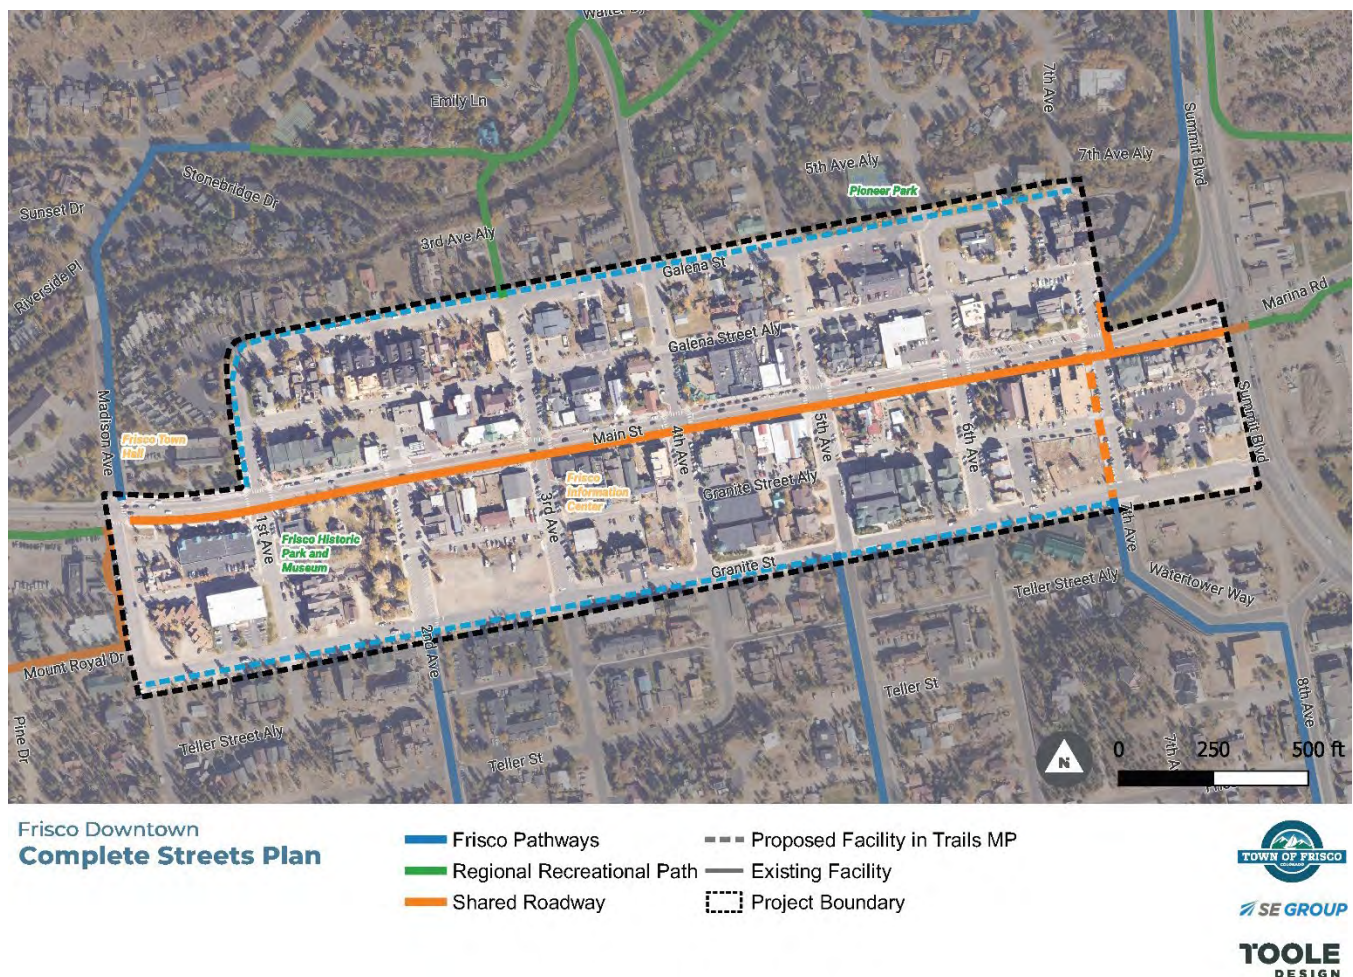 Walter Dr
Emily Ln
7th Ave
Summit Blvd
7th Ave Aly
5th Ave Aly
Pioneer Park
Stonebridge Dr
Sunset Dr
3rd Ave Aly
Riverside Pl
Galena St
Marina Rd
Galena Street Aly
Madison Ave
Frisco Town
Hall
Main St
4th Ave
5th Ave
6th Ave
Summit Blvd
1st Ave
3rd Ave
Frisco
Information
Center
Granite Street Aly
7th Ave
Frisco Historic
Park and
Museum
Granite St
Teller Street Aly
Watertower Way
2nd Ave
Mount Royal Dr
Teller St
8th Ave
Pine Dr
Teller Street Aly
Teller St
7th A
N
0 250 500 ft
Frisco Downtown
Complete Streets Plan
Frisco Pathways
Regional Recreational Path
Shared Roadway
Proposed Facility in Trails MP
Existing Facility
Project Boundary
TOWN OF FRISCO
COLORADO
SE GROUP
TOOLE
DESIGN